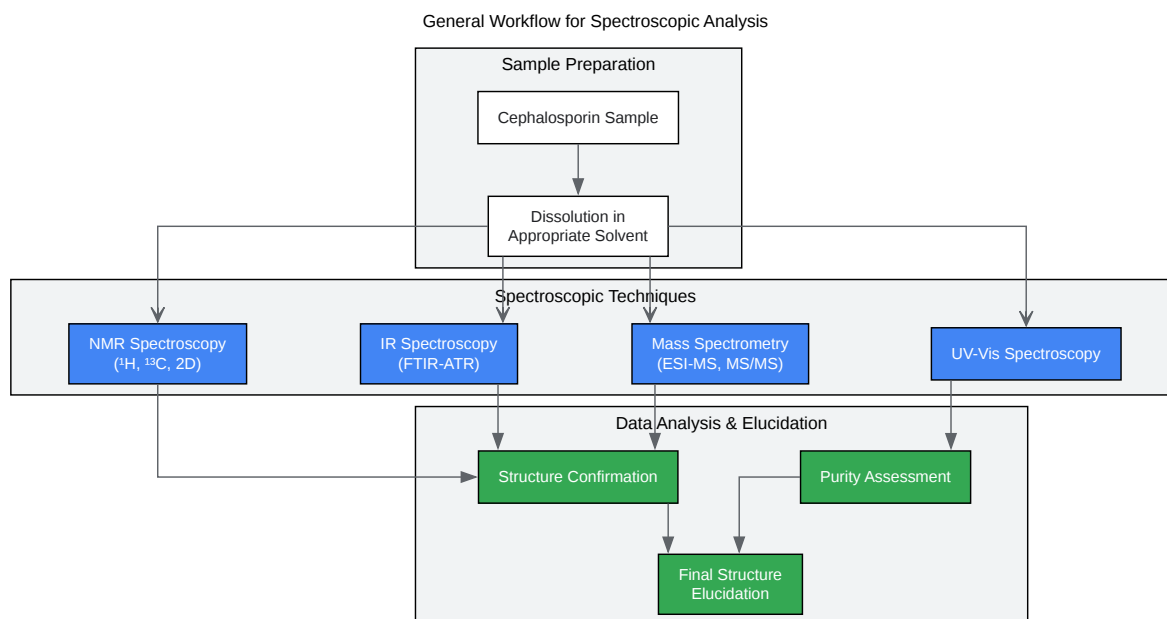 General Workflow for Spectroscopic Analysis
Sample Preparation
Cephalosporin Sample
Dissolution in
Appropriate Solvent
Spectroscopic Techniques
NMR Spectroscopy
(¹H, ¹³C, 2D)
IR Spectroscopy
(FTIR-ATR)
Mass Spectrometry
(ESI-MS, MS/MS)
UV-Vis Spectroscopy
Data Analysis & Elucidation
Structure Confirmation
Purity Assessment
Final Structure
Elucidation